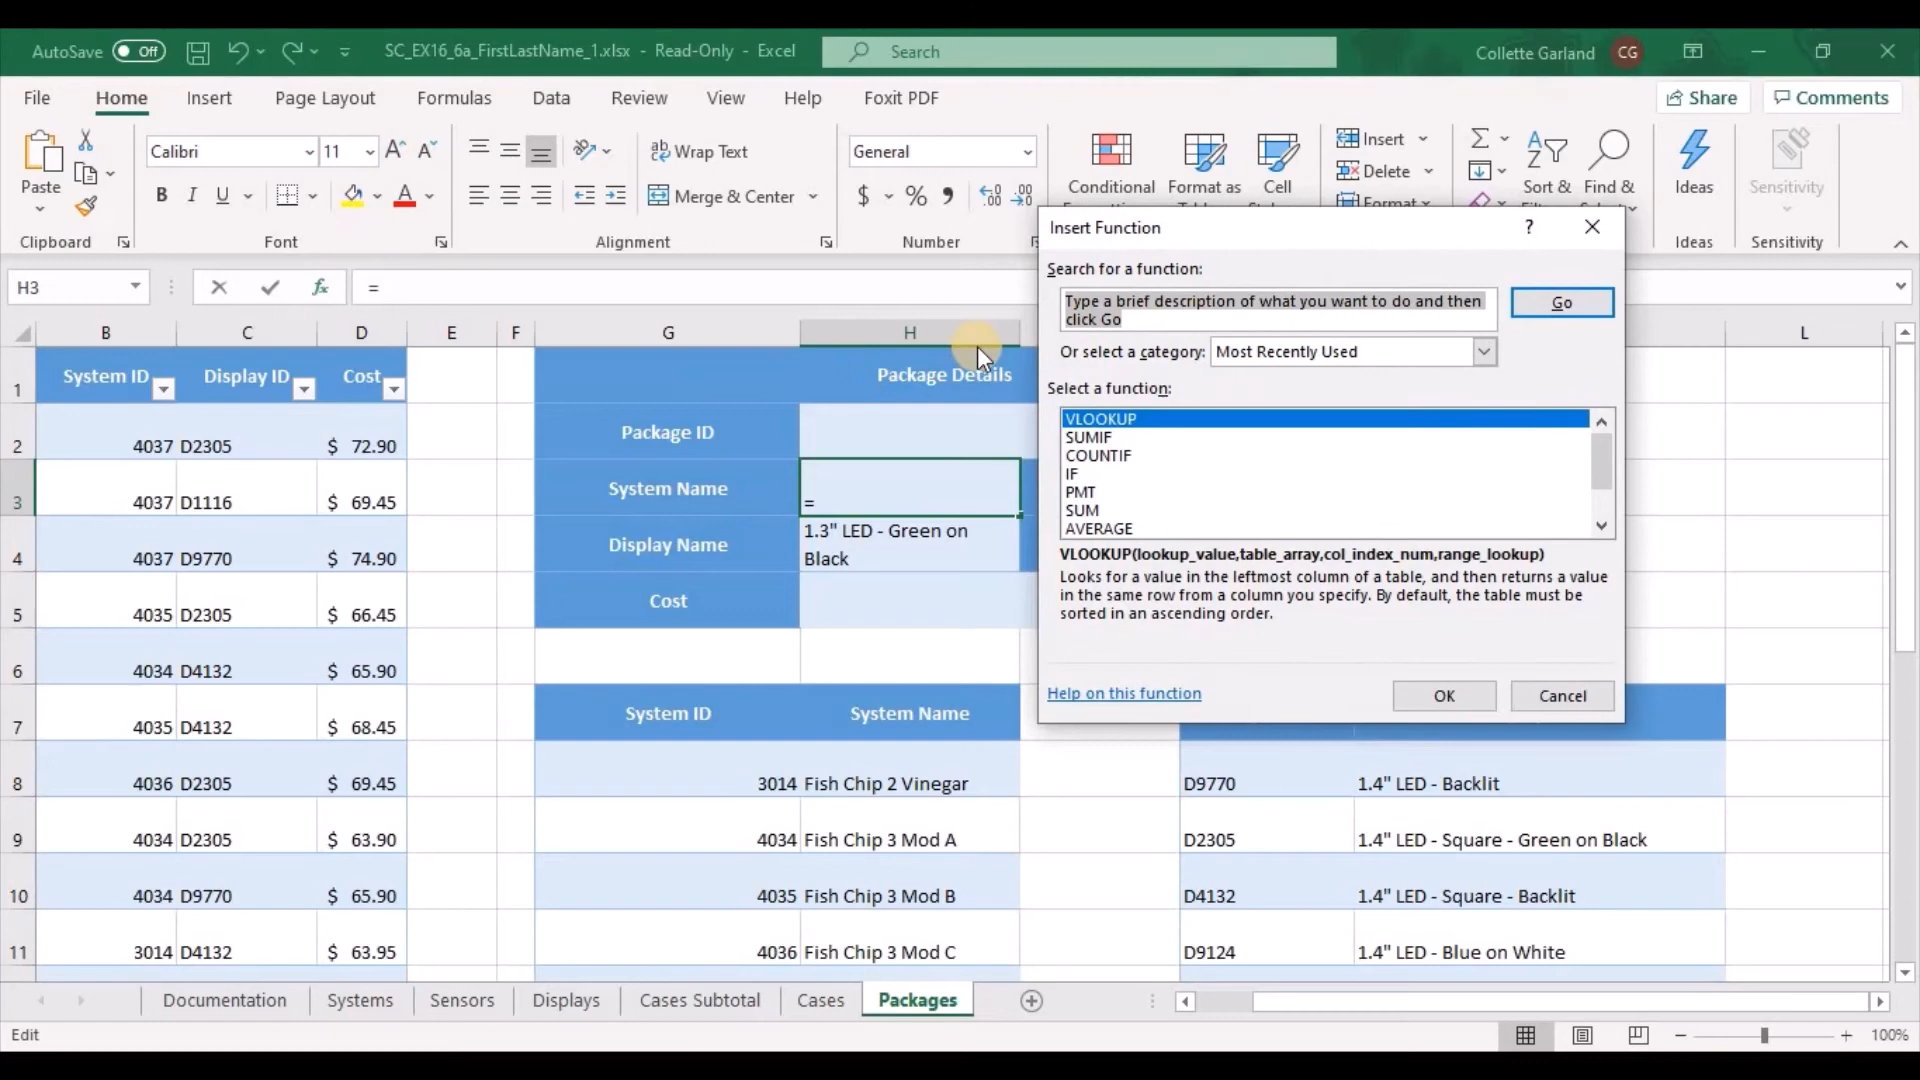 AutoSave Off SC_EX16_6a_FirstLastName_1.xlsx - Read-Only - Excel Search Collette Garland CG
File Home Insert Page Layout Formulas Data Review View Help Foxit PDF Share Comments
Calibri 11 A A ab Wrap Text General Insert Σ A Z
Paste B I U A Merge & Center $ % Conditional Format as Cell Delete Sort & Find & Ideas Sensitivity
Clipboard Font Alignment Number Ideas Sensitivity
Insert Function ?
Search for a function:
Type a brief description of what you want to do and then
click Go
Go
Or select a category: Most Recently Used
Select a function:
VLOOKUP
SUMIF
COUNTIF
IF
PMT
SUM
AVERAGE
VLOOKUP(lookup_value,table_array,col_index_num,range_lookup)
Looks for a value in the leftmost column of a table, and then returns a value
in the same row from a column you specify. By default, the table must be
sorted in an ascending order.
Help on this function OK Cancel
H3 fx =
B C D E F G H L
1 System ID Display ID Cost Package Details
2 4037 D2305 $ 72.90 Package ID
3 4037 D1116 $ 69.45 System Name =
4 4037 D9770 $ 74.90 Display Name 1.3" LED - Green on
Black
5 4035 D2305 $ 66.45 Cost
6 4034 D4132 $ 65.90
7 4035 D4132 $ 68.45 System ID System Name
8 4036 D2305 $ 69.45 3014 Fish Chip 2 Vinegar D9770 1.4" LED - Backlit
9 4034 D2305 $ 63.90 4034 Fish Chip 3 Mod A D2305 1.4" LED - Square - Green on Black
10 4034 D9770 $ 65.90 4035 Fish Chip 3 Mod B D4132 1.4" LED - Square - Backlit
11 3014 D4132 $ 63.95 4036 Fish Chip 3 Mod C D9124 1.4" LED - Blue on White
Documentation Systems Sensors Displays Cases Subtotal Cases Packages
Edit 100%